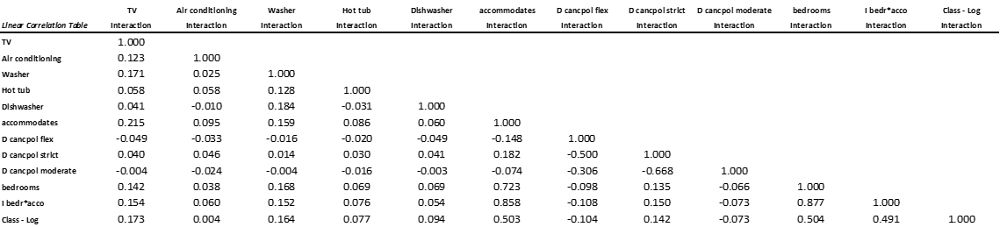 TV Air conditioning Washer Hot tub Dishwasher accommodates D cancpol flex D cancpol strict D cancpol moderate bedrooms I bedr*acco Class - Log
Linear Correlation Table Interaction Interaction Interaction Interaction Interaction Interaction Interaction Interaction Interaction Interaction Interaction Interaction
TV 1.000
Air conditioning 0.123 1.000
Washer 0.171 0.025 1.000
Hot tub 0.058 0.058 0.128 1.000
Dishwasher 0.041 -0.010 0.184 -0.031 1.000
accommodates 0.215 0.095 0.159 0.086 0.060 1.000
D cancpol flex -0.049 -0.033 -0.016 -0.020 -0.049 -0.148 1.000
D cancpol strict 0.040 0.046 0.014 0.030 0.041 0.182 -0.500 1.000
D cancpol moderate -0.004 -0.024 -0.004 -0.016 -0.003 -0.074 -0.306 -0.668 1.000
bedrooms 0.142 0.038 0.168 0.069 0.069 0.723 -0.098 0.135 -0.066 1.000
I bedr*acco 0.154 0.060 0.152 0.076 0.054 0.858 -0.108 0.150 -0.073 0.877 1.000
Class - Log 0.173 0.004 0.164 0.077 0.094 0.503 -0.104 0.142 -0.073 0.504 0.491 1.000